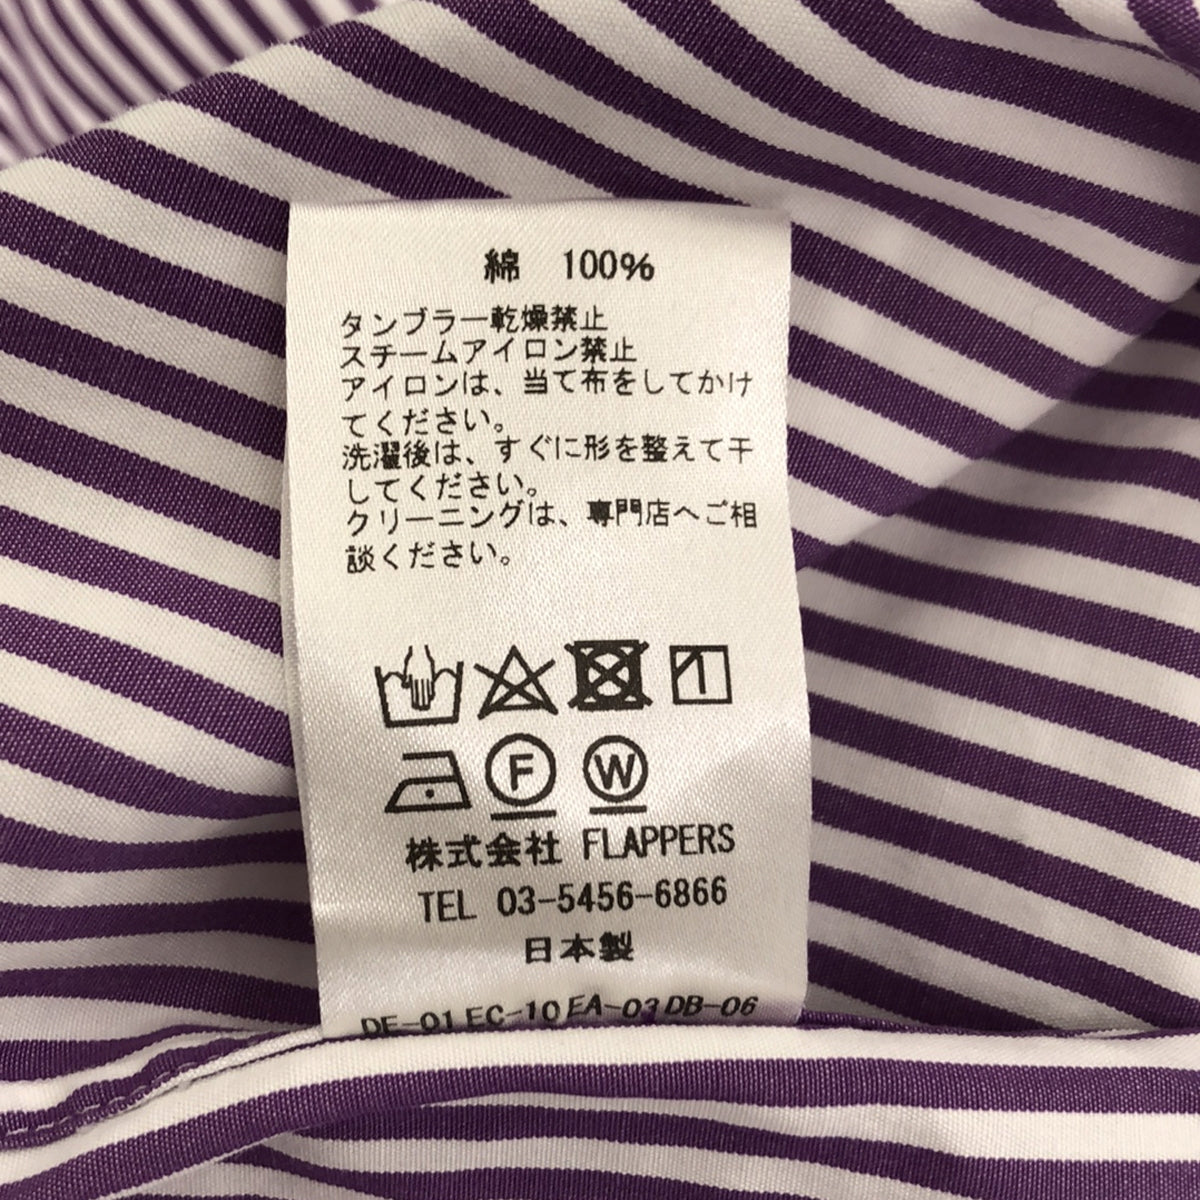 綿　100%
タンブラー乾燥禁止
スチームアイロン禁止
アイロンは、当て布をしてかけ
てください。
洗濯後は、すぐに形を整えて干
してください。
クリーニングは、専門店へご相
談ください。
F W
株式会社 FLAPPERS
TEL 03-5456-6866
日本製
DE-01 EC-10 EA-03 DB-06